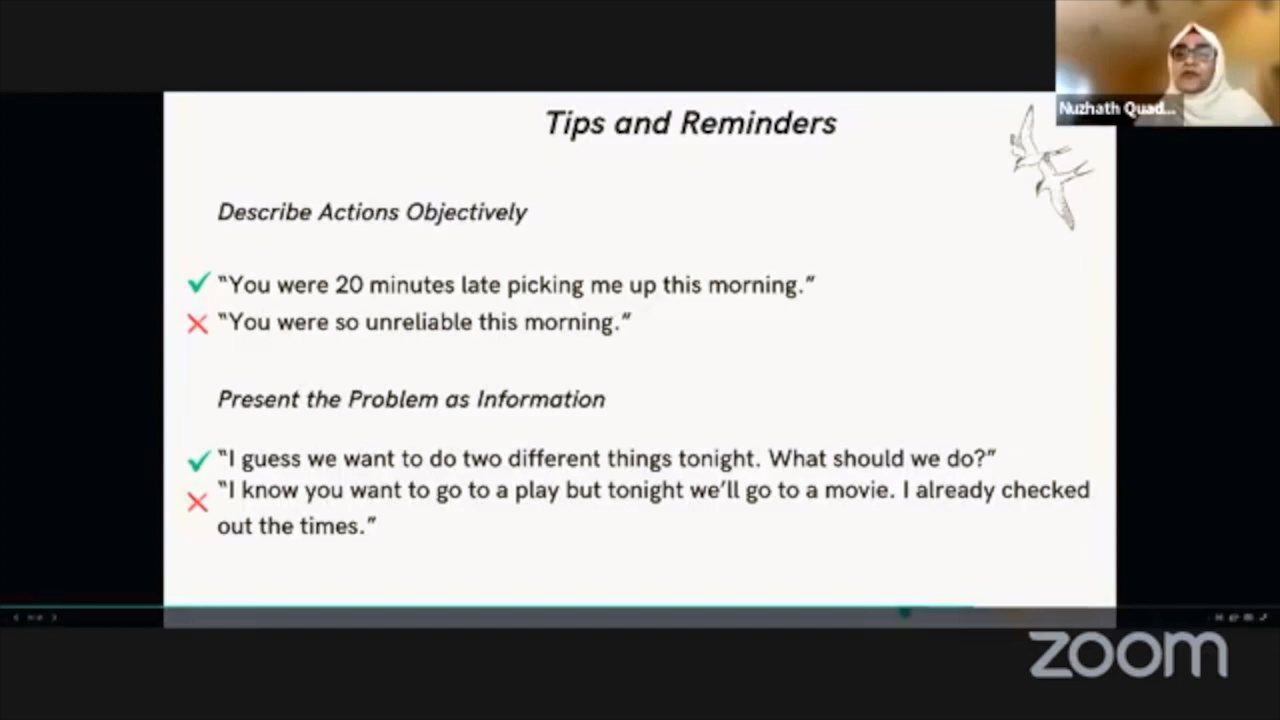 Nuzhath Quad...
Tips and Reminders
Describe Actions Objectively
“You were 20 minutes late picking me up this morning.”
“You were so unreliable this morning.”
Present the Problem as Information
“I guess we want to do two different things tonight. What should we do?”
“I know you want to go to a play but tonight we’ll go to a movie. I already checked
out the times.”
zoom